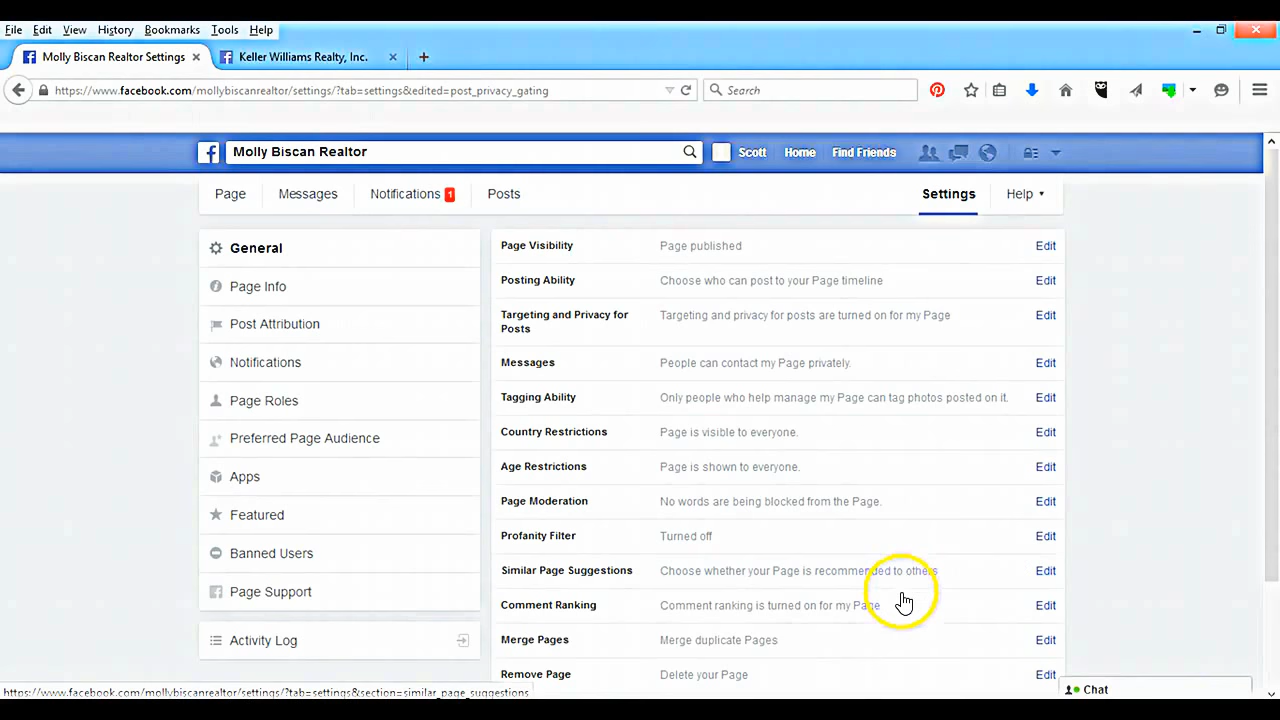 File Edit View History Bookmarks Tools Help
Molly Biscan Realtor Settings × Keller Williams Realty, Inc. × +
https://www.facebook.com/mollybiscanrealtor/settings/?tab=settings&edited=post_privacy_gating Search
Molly Biscan Realtor Scott Home Find Friends
Page Messages Notifications 1 Posts Settings Help
General
Page Info
Post Attribution
Notifications
Page Roles
Preferred Page Audience
Apps
Featured
Banned Users
Page Support
Activity Log
Page Visibility Page published Edit
Posting Ability Choose who can post to your Page timeline Edit
Targeting and Privacy for Targeting and privacy for posts are turned on for my Page Edit
Posts
Messages People can contact my Page privately. Edit
Tagging Ability Only people who help manage my Page can tag photos posted on it. Edit
Country Restrictions Page is visible to everyone. Edit
Age Restrictions Page is shown to everyone. Edit
Page Moderation No words are being blocked from the Page. Edit
Profanity Filter Turned off Edit
Similar Page Suggestions Choose whether your Page is recommended to others Edit
Comment Ranking Comment ranking is turned on for my Page Edit
Merge Pages Merge duplicate Pages Edit
Remove Page Delete your Page Edit
https://www.facebook.com/mollybiscanrealtor/settings/?tab=settings&section=similar_page_suggestions
Chat